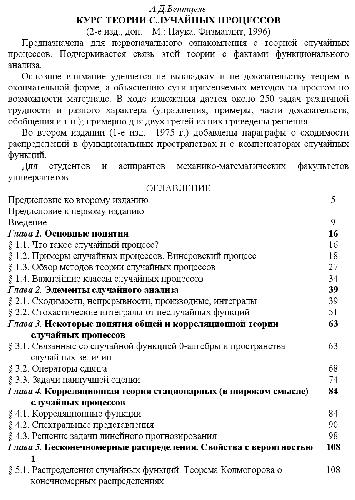 А.Д.Вентцель
КУРС ТЕОРИИ СЛУЧАЙНЫХ ПРОЦЕССОВ
(2-е изд., доп. - М.: Наука. Физматлит, 1996)
Предназначена для первоначального ознакомления с теорией случайных
процессов. Подчеркивается связь этой теории с фактами функционального
анализа.
Основное внимание уделяется не выкладкам и не доказательству теорем в
окончательной форме, а объяснению сути применяемых методов на простом по
возможности материале. В ходе изложения дается около 250 задач различной
трудности и разного характера (упражнения, примеры, части доказательств,
обобщения и т.п.); примерно для двух третей из них приведены решения.
Во втором издании (1-е изд. - 1975 г.) добавлены параграфы о сходимости
распределений в функциональных пространствах и о компенсаторах случайных
функций.
Для студентов и аспирантов механико-математических факультетов
университетов.
ОГЛАВЛЕНИЕ
Предисловие ко второму изданию 5
Предисловие к первому изданию
Введение 9
Глава 1. Основные понятия 16
§ 1.1. Что такое случайный процесс? 16
§ 1.2. Примеры случайных процессов. Винеровский процесс 18
§ 1.3. Обзор методов теории случайных процессов 27
§ 1.4. Важнейшие классы случайных процессов 34
Глава 2. Элементы случайного анализа 39
§ 2.1. Сходимости, непрерывности, производные, интегралы 39
§ 2.2. Стохастические интегралы от неслучайных функций 51
Глава 3. Некоторые понятия общей и корреляционной теории 63
случайных процессов
§ 3.1. Связанные со случайной функцией σ-алгебры и пространства 63
случайных величин
§ 3.2. Операторы сдвига 68
§ 3.3. Задачи наилучшей оценки 74
Глава 4. Корреляционная теория стационарных (в широком смысле) 84
случайных процессов
§ 4.1. Корреляционные функции 84
§ 4.2. Спектральные представления 90
§ 4.3. Решение задачи линейного прогнозирования 98
Глава 5. Бесконечномерные распределения. Свойства с вероятностью 108
1
§ 5.1. Распределения случайных функций. Теорема Колмогорова о 108
конечномерных распределениях